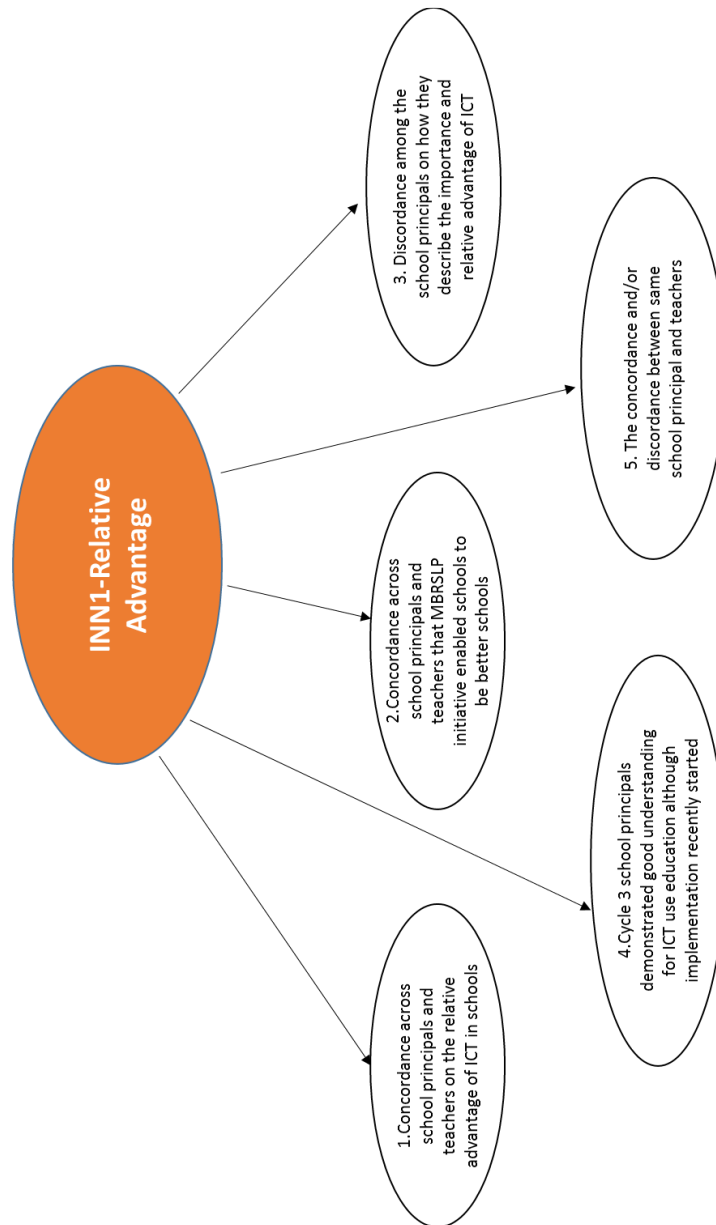 INN1-Relative
Advantage
1.Concordance across
school principals and
teachers on the relative
advantage of ICT in schools
2.Concordance across
school principals and
teachers that MBRSLP
initiative enabled schools to
be better schools
3. Discordance among the
school principals on how they
describe the importance and
relative advantage of ICT
4.Cycle 3 school principals
demonstrated good understanding
for ICT use education although
implementation recently started
5. The concordance and/or
discordance between same
school principal and teachers